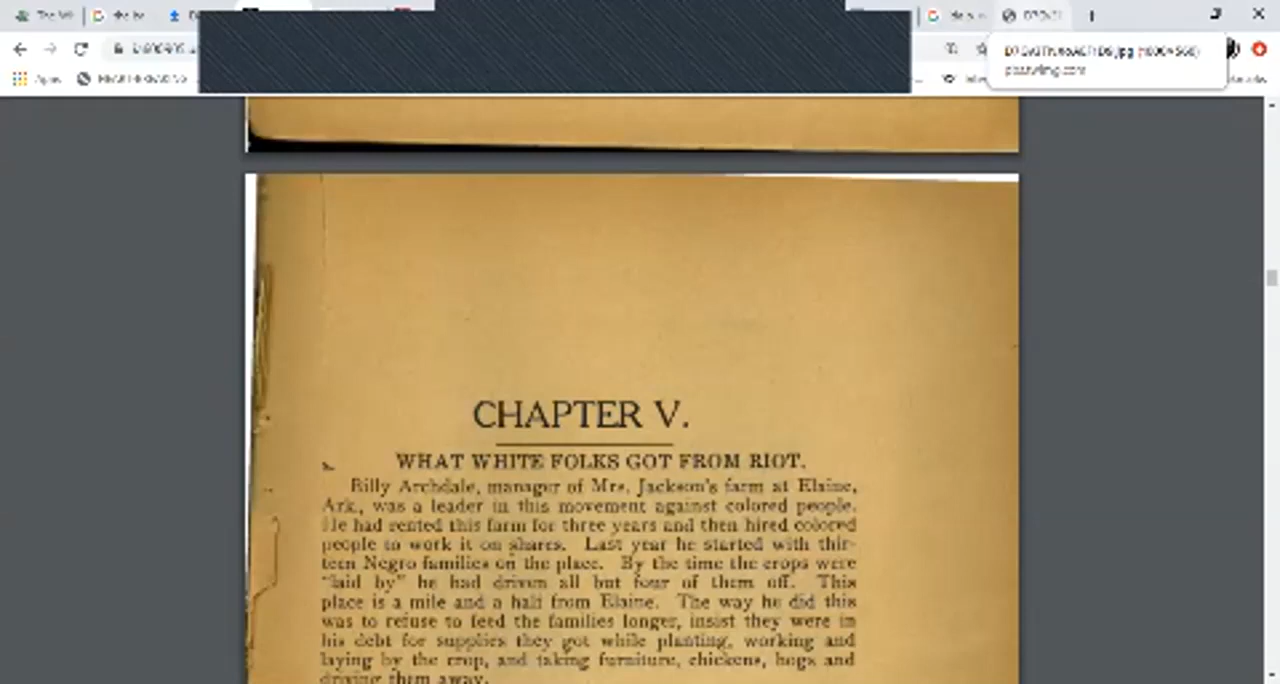 CHAPTER V.
WHAT WHITE FOLKS GOT FROM RIOT.
Billy Archdale, manager of Mrs. Jackson's farm at Elaine,
Ark., was a leader in this movement against colored people.
He had rented this farm for three years and then hired colored
people to work it on shares. Last year he started with thir-
teen Negro families on the place. By the time the crops were
"laid by" he had driven all but four of them off. This
place is a mile and a half from Elaine. The way he did this
was to refuse to feed the families longer, insist they were in
his debt for supplies they got while planting, working and
laying by the crop, and taking furniture, chickens, hogs and
driving them away.